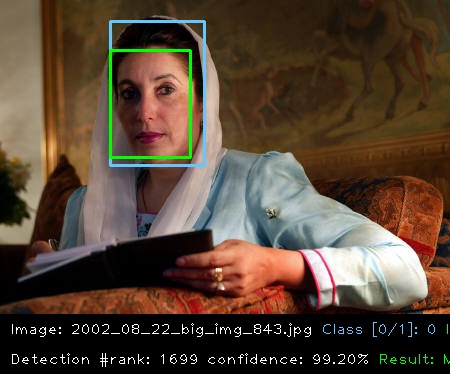 Image: 2002_08_22_big_img_843.jpg Class [0/1]: 0
Detection #rank: 1699 confidence: 99.20% Result: